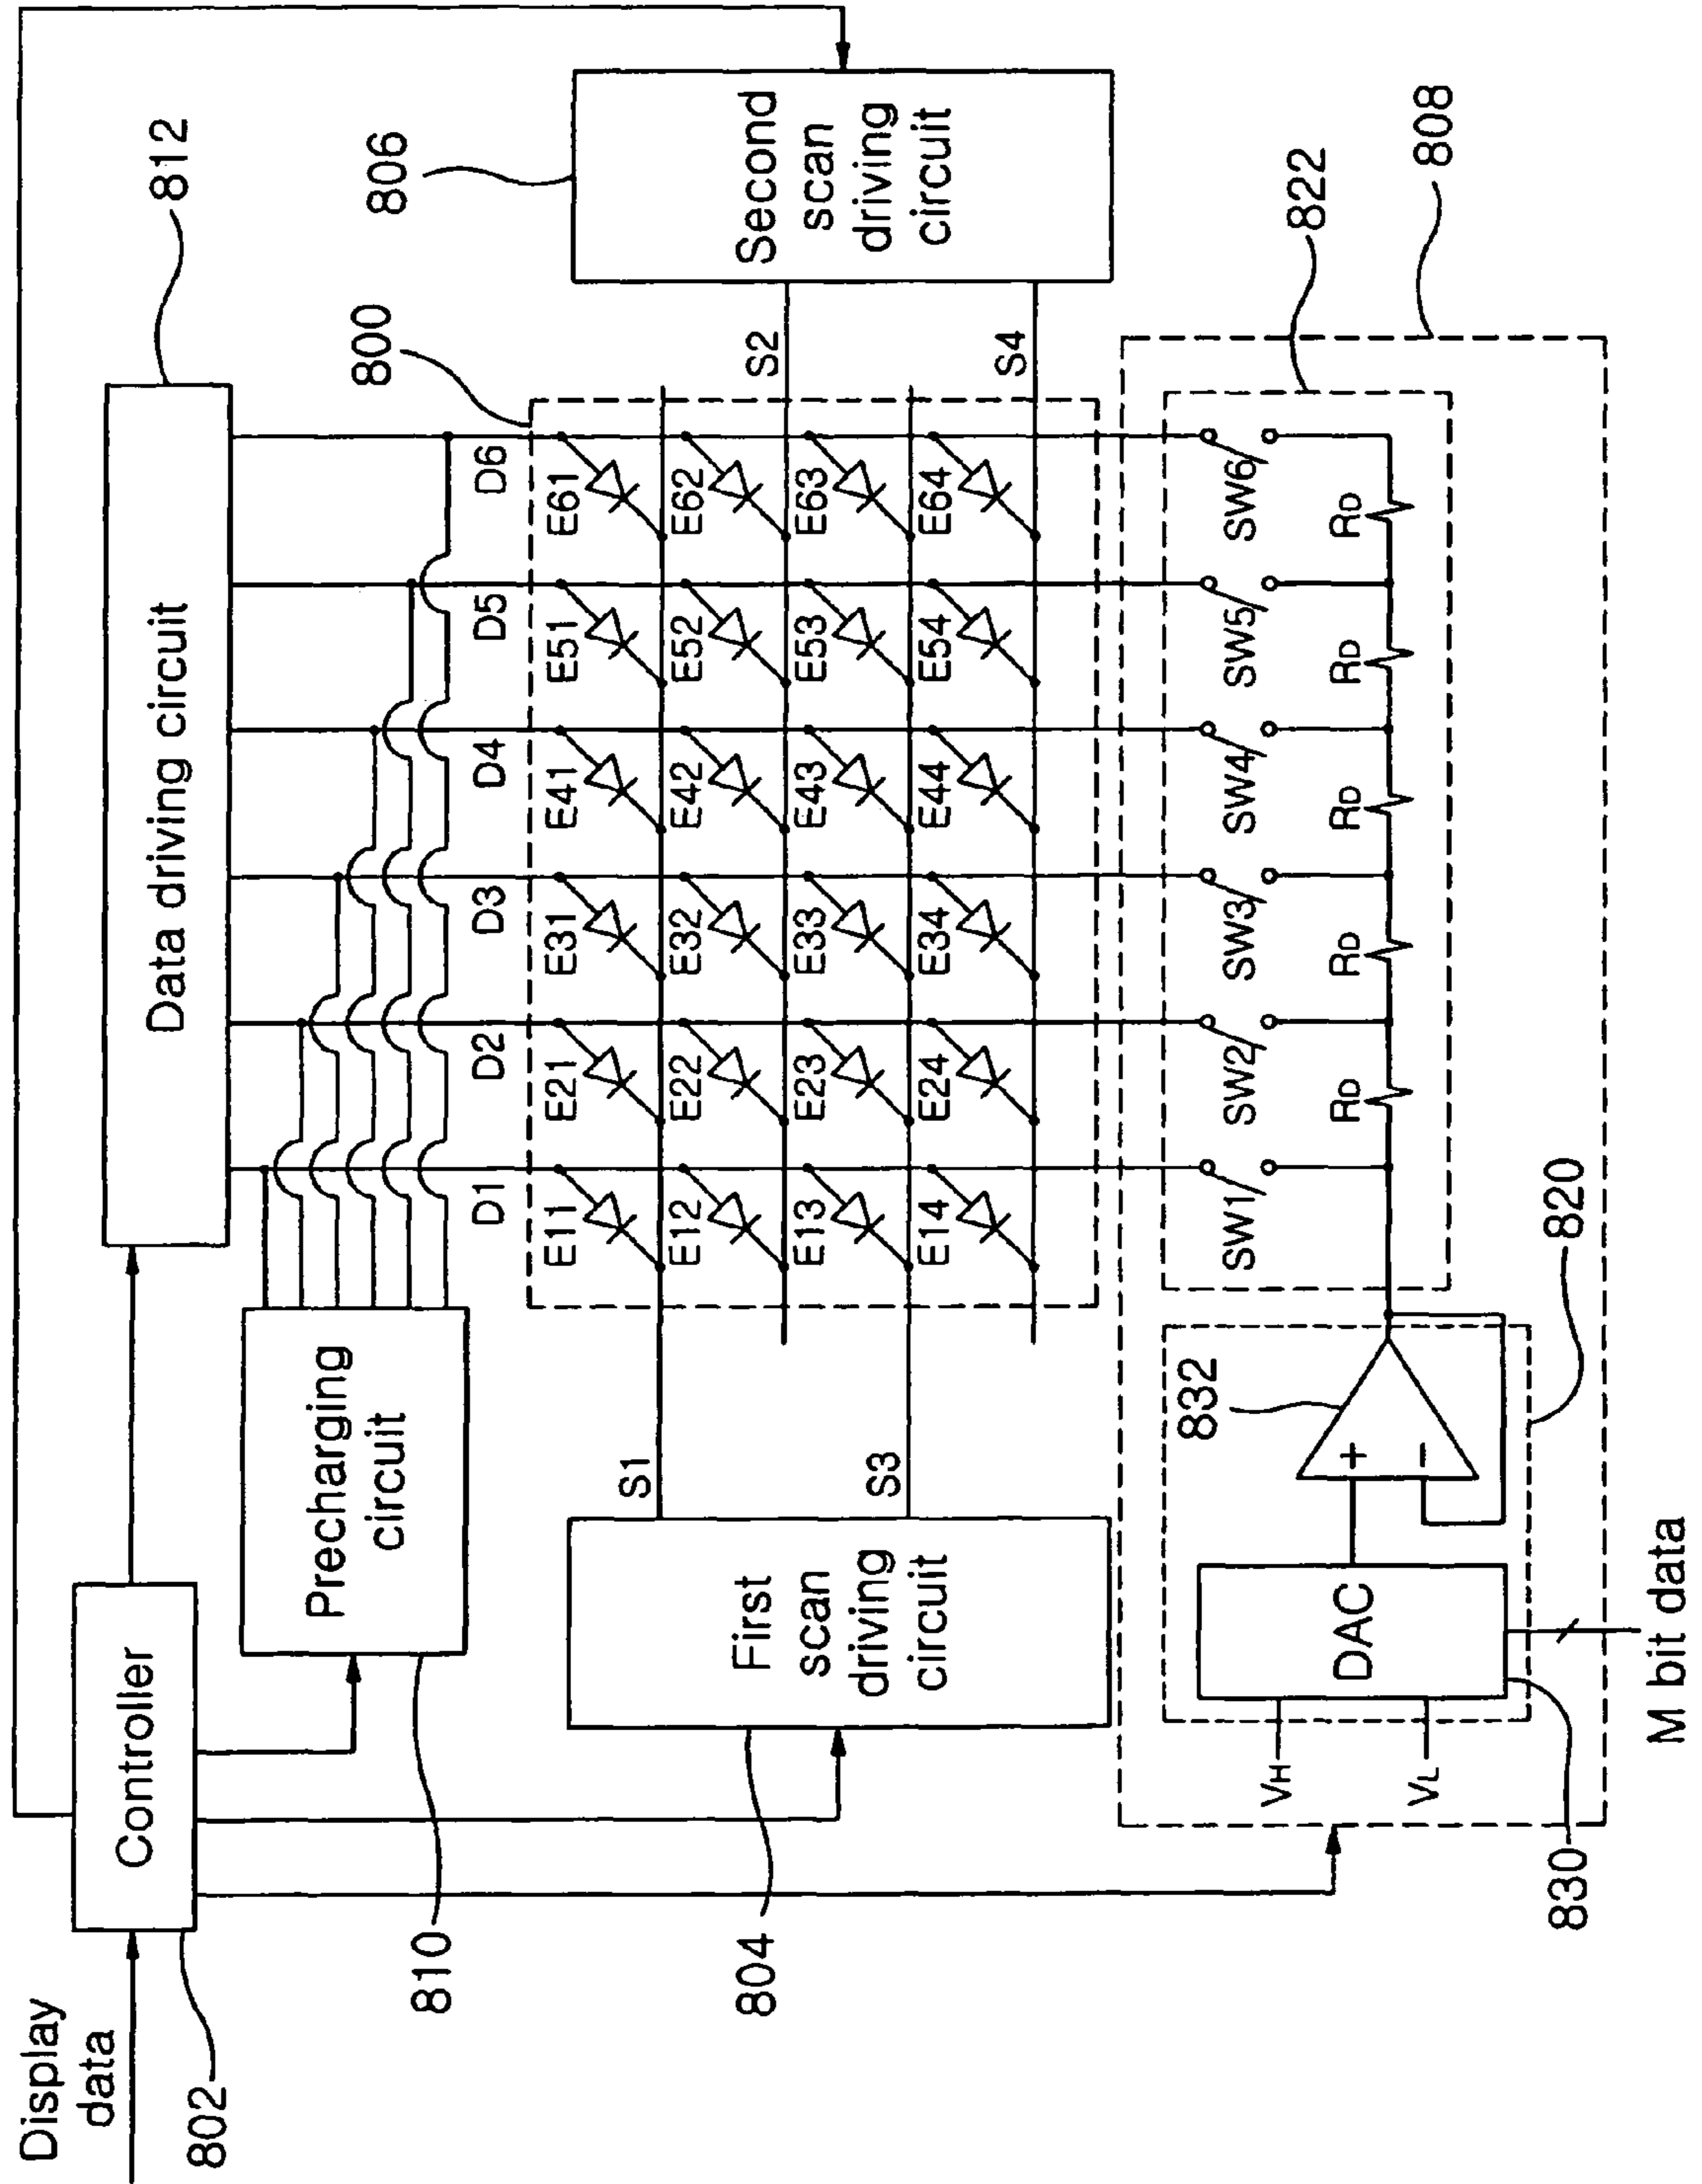 Display
data
802
Controller
Data driving circuit
812
Precharging
circuit
810
806
Second
scan
driving
circuit
800
D1
D2
D3
D4
D5
D6
E11
E21
E31
E41
E51
E61
S1
E12
E22
E32
E42
E52
E62
S2
E13
E23
E33
E43
E53
E63
S3
E14
E24
E34
E44
E54
E64
S4
First
scan
driving
circuit
804
822
808
SW1
SW2
SW3
SW4
SW5
SW6
RD
RD
RD
RD
RD
832
+
−
820
VH
VL
DAC
830
M bit data